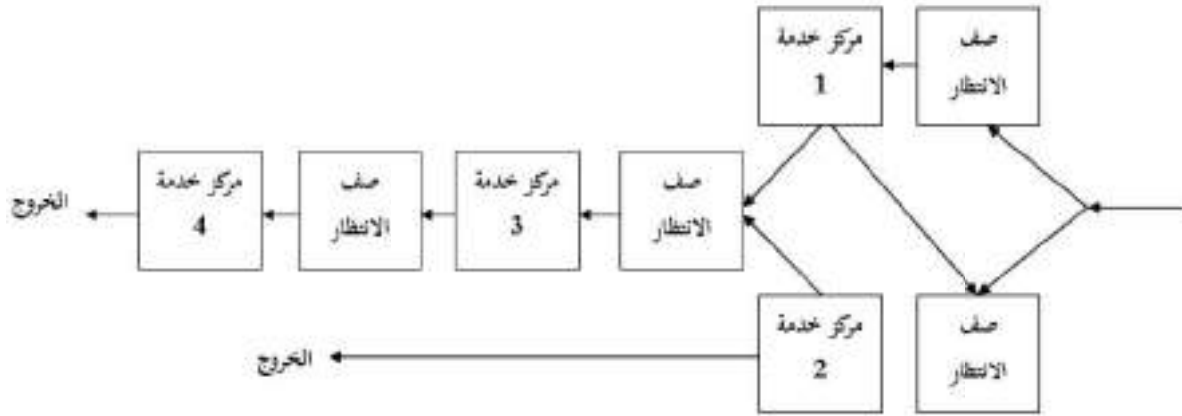 صف
الانتظار
مركز خدمة
1
صف
الانتظار
مركز خدمة
3
صف
الانتظار
مركز خدمة
4
الخروج
صف
الانتظار
مركز خدمة
2
الخروج